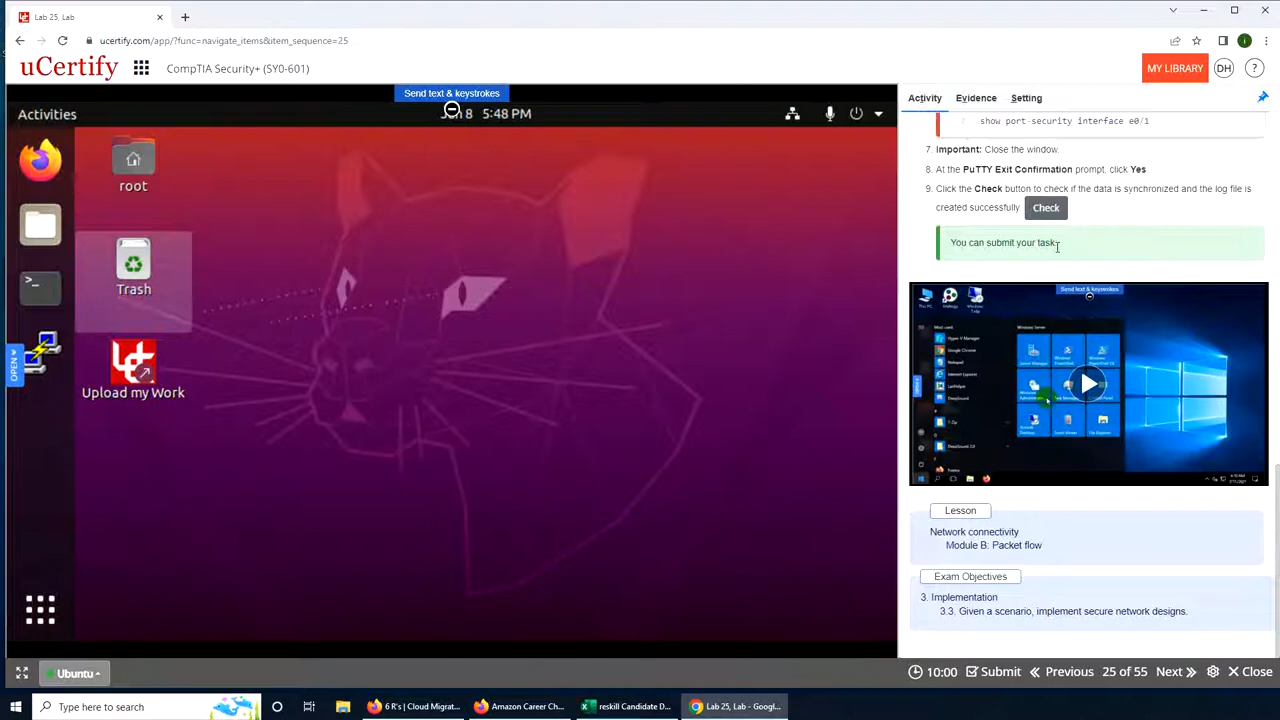 Lab 25, Lab
ucertify.com/app/?func=navigate_items&item_sequence=25
uCertify
CompTIA Security+ (SY0-601)
MY LIBRARY
DH
?
Send text & keystrokes
Activity
Evidence
Setting
Activities
5:48 PM
show port-security interface e0/1
7. Important: Close the window.
8. At the PuTTY Exit Confirmation prompt, click Yes
9. Click the Check button to check if the data is synchronized and the log file is
created successfully Check
You can submit your task.
root
Trash
Upload my Work
OPEN
Send text & keystrokes
Lesson
Network connectivity
Module B: Packet flow
Exam Objectives
3. Implementation
3.3. Given a scenario, implement secure network designs.
Ubuntu
10:00
Submit
Previous
25 of 55
Next
Close
Type here to search
6 R's | Cloud Migrat...
Amazon Career Ch...
reskill Candidate D...
Lab 25, Lab - Googl...